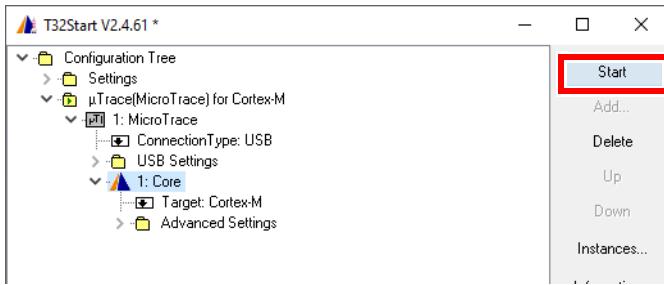 T32Start V2.4.61 *
Configuration Tree
Settings
µTrace(MicroTrace) for Cortex-M
µT 1: MicroTrace
ConnectionType: USB
USB Settings
1: Core
Target: Cortex-M
Advanced Settings
Start
Add...
Delete
Up
Down
Instances...